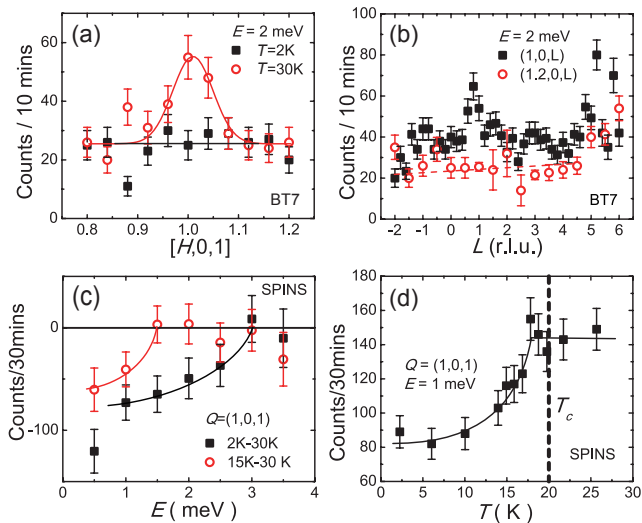 (a)
E = 2 meV
T=2K
T=30K
Counts / 10 mins
60
40
20
0
0.8 0.9 1.0 1.1 1.2
[H,0,1]
BT7
(b)
E = 2 meV
(1,0,L)
(1.2,0,L)
Counts / 10 mins
100
80
60
40
20
0
-2 -1 0 1 2 3 4 5 6
L (r.l.u.)
BT7
(c)
SPINS
Counts/30mins
0
-100
0 1 2 3 4
E ( meV)
Q=(1,0,1)
2K-30K
15K-30 K
(d)
Counts/30mins
180
160
140
120
100
80
60
0 5 10 15 20 25 30
T ( K )
Q = (1,0,1)
E = 1 meV
Tc
SPINS